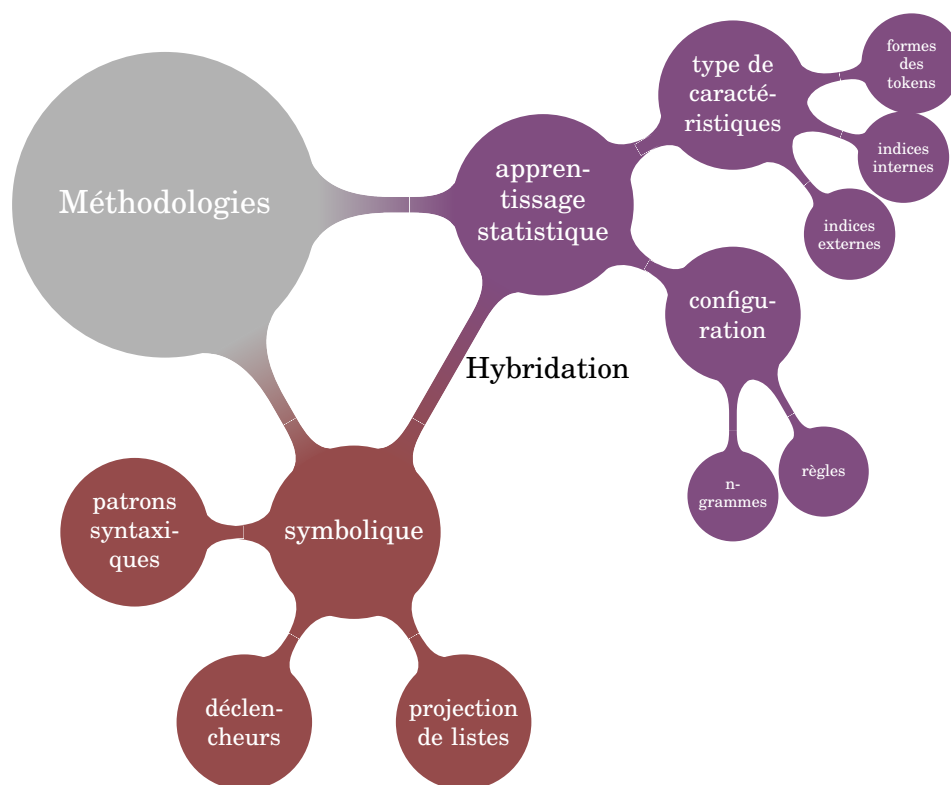 Méthodologies
appren-
tissage
statistique
type de
caracté-
ristiques
formes
des
tokens
indices
internes
indices
externes
configu-
ration
n-
grammes
règles
Hybridation
symbolique
patrons
syntaxi-
ques
déclen-
cheurs
projection
de listes